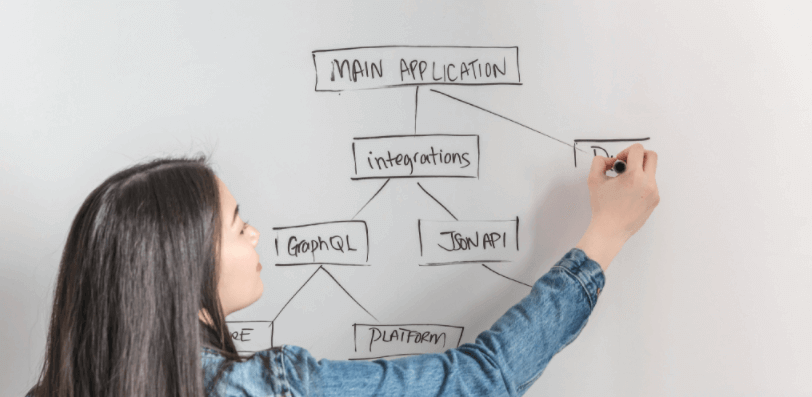 MAIN APPLICATION
integrations
GraphQL
JSON API
PLATFORM